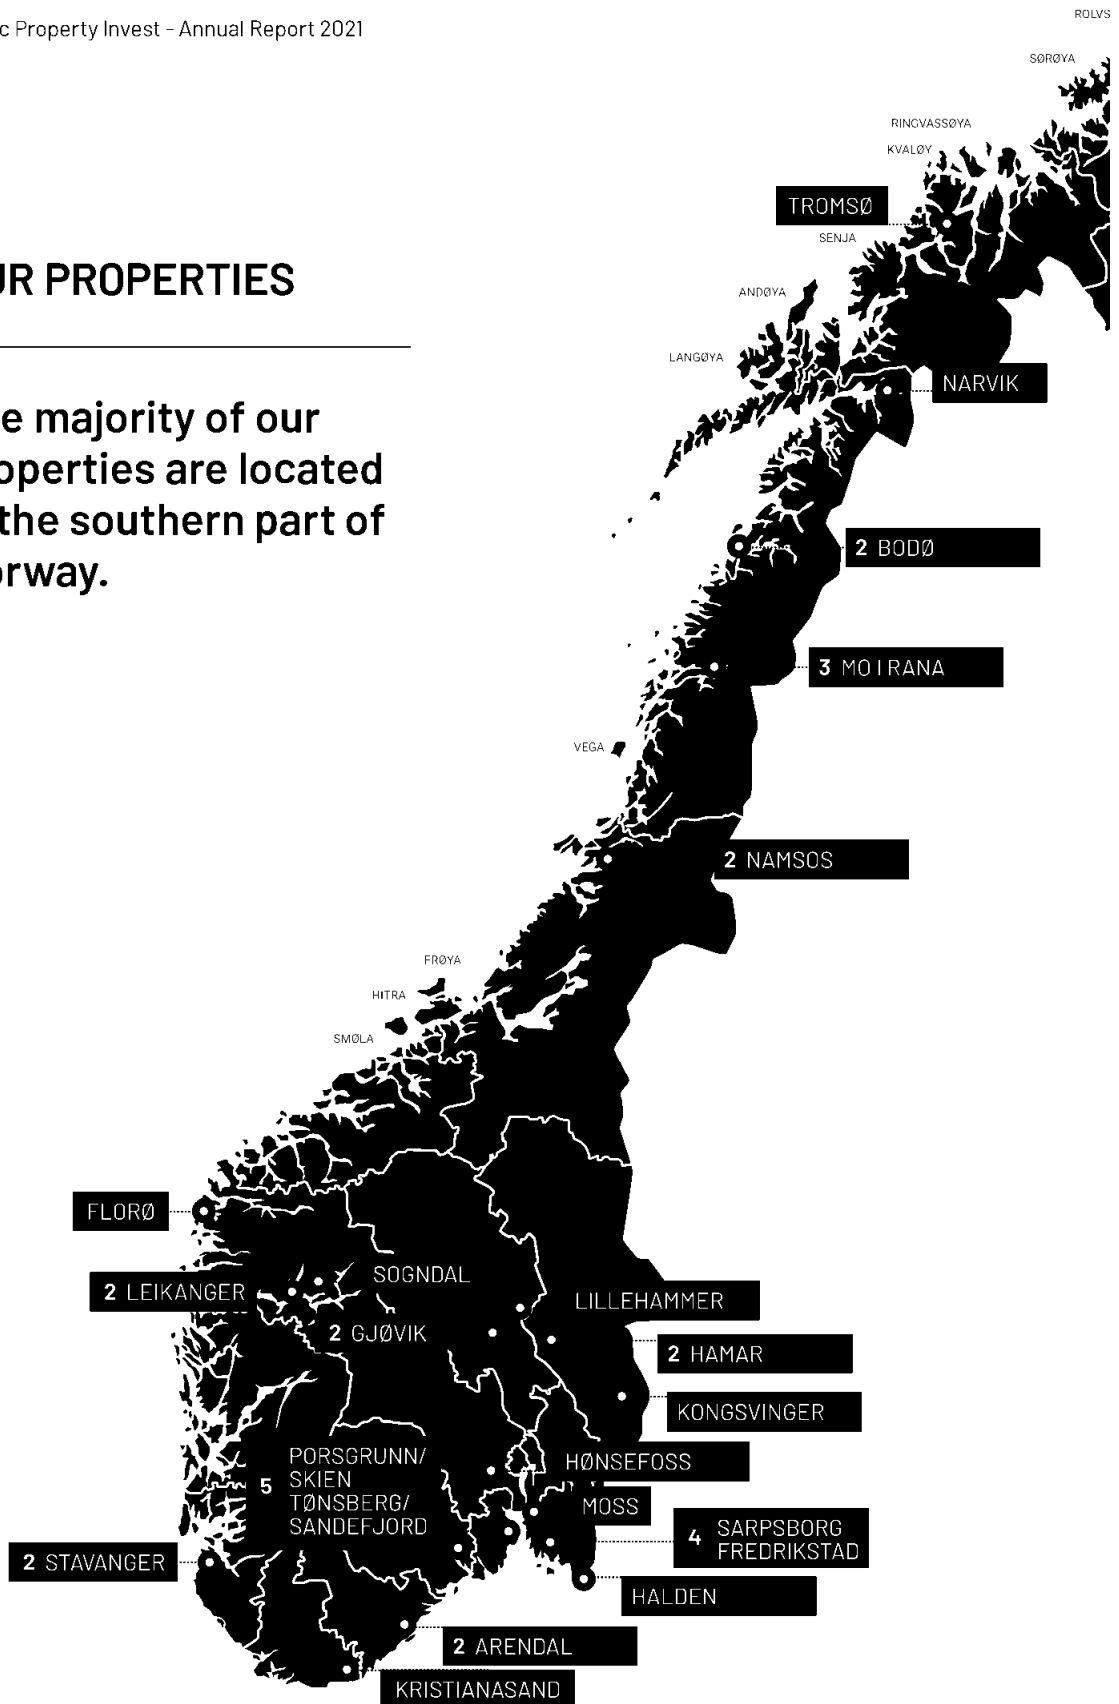 c Property Invest - Annual Report 2021
ROLVS
SØRØYA
RINGVASSØYA
KVALØY
TROMSØ
SENJA
UR PROPERTIES
ANDØYA
LANGØYA
NARVIK
e majority of our
operties are located
the southern part of
orway.
2 BODØ
3 MO I RANA
VEGA
2 NAMSOS
FRØYA
HITRA
SMØLA
FLORØ
SOGNDAL
2 LEIKANGER
LILLEHAMMER
2 GJØVIK
2 HAMAR
KONGSVINGER
HØNSEFOSS
5 PORSGRUNN/
SKIEN
TØNSBERG/
SANDEFJORD
MOSS
4 SARPSBORG
FREDRIKSTAD
2 STAVANGER
HALDEN
2 ARENDAL
KRISTIANASAND